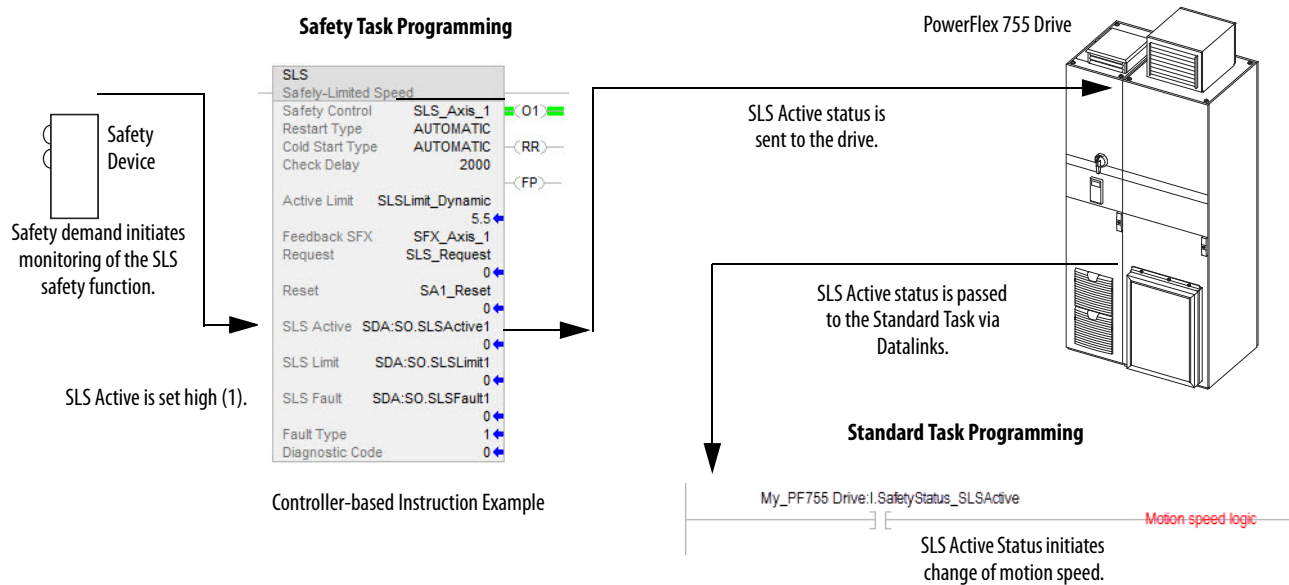 Safety Task Programming
PowerFlex 755 Drive
SLS
Safely-Limited Speed
Safety Control SLS_Axis_1
Restart Type AUTOMATIC
Cold Start Type AUTOMATIC
Check Delay 2000
Active Limit SLSLimit_Dynamic
5.5
Feedback SFX SFX_Axis_1
Request SLS_Request
0
Reset SA1_Reset
0
SLS Active SDA:SO.SLSActive1
0
SLS Limit SDA:SO.SLSLimit1
0
SLS Fault SDA:SO.SLSFault1
0
Fault Type 1
Diagnostic Code 0
O1
RR
FP
Safety
Device
Safety demand initiates
monitoring of the SLS
safety function.
SLS Active is set high (1).
Controller-based Instruction Example
SLS Active status is
sent to the drive.
SLS Active status is passed
to the Standard Task via
Datalinks.
Standard Task Programming
My_PF755 Drive:I.SafetyStatus_SLSActive
Motion speed logic
SLS Active Status initiates
change of motion speed.